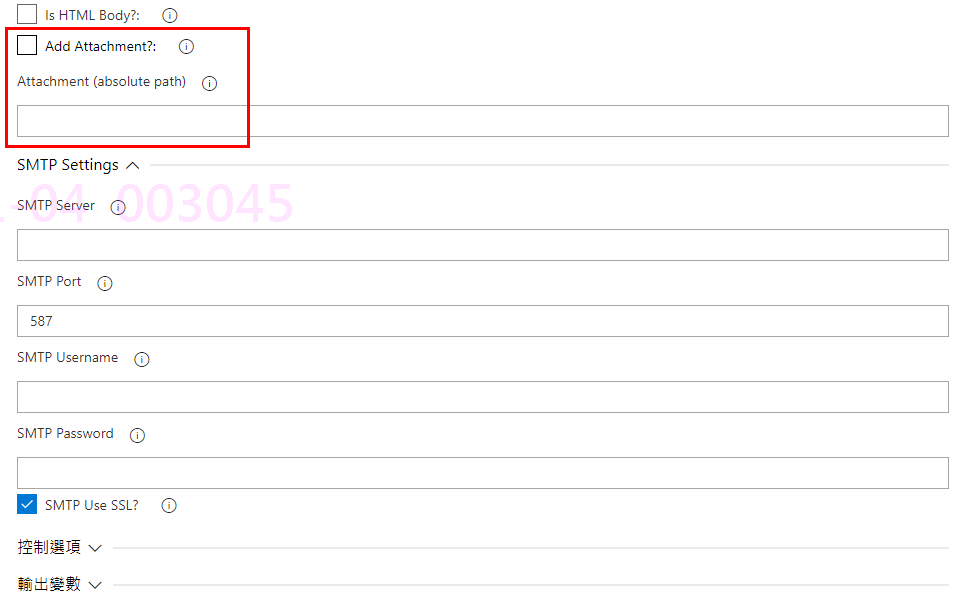 Is HTML Body?:
Add Attachment?:
Attachment (absolute path)
SMTP Settings
-04 003045
SMTP Server
SMTP Port
587
SMTP Username
SMTP Password
SMTP Use SSL?
控制選項
輸出變數